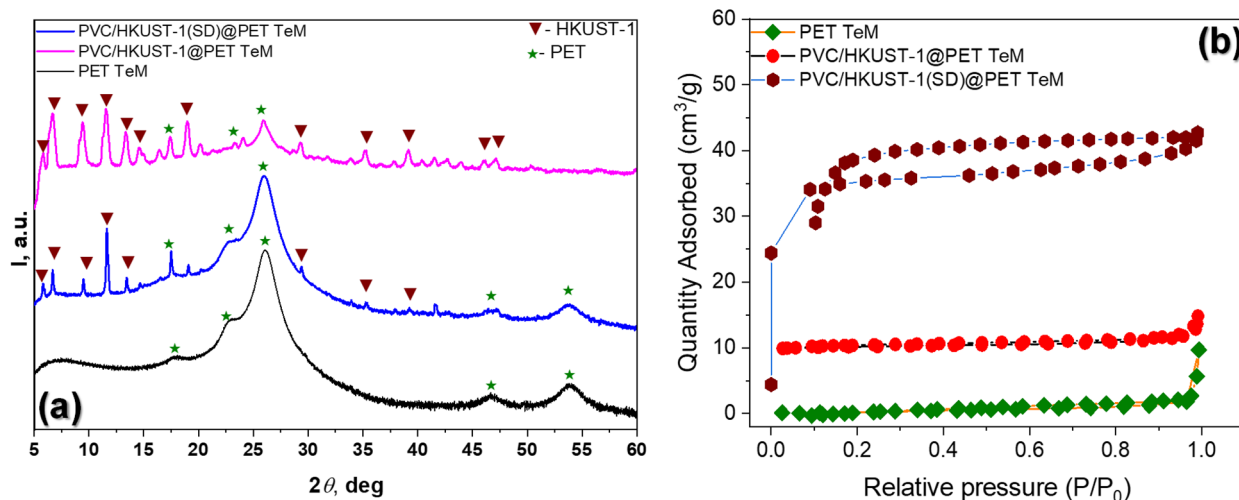 PVC/HKUST-1(SD)@PET TeM
PVC/HKUST-1@PET TeM
PET TeM
- HKUST-1
- PET
I, a.u.
(a)
5 10 15 20 25 30 35 40 45 50 55 60
2θ, deg
(b)
PET TeM
PVC/HKUST-1@PET TeM
PVC/HKUST-1(SD)@PET TeM
Quantity Adsorbed (cm³/g)
60
50
40
30
20
10
0
0.0 0.2 0.4 0.6 0.8 1.0
Relative pressure (P/P₀)